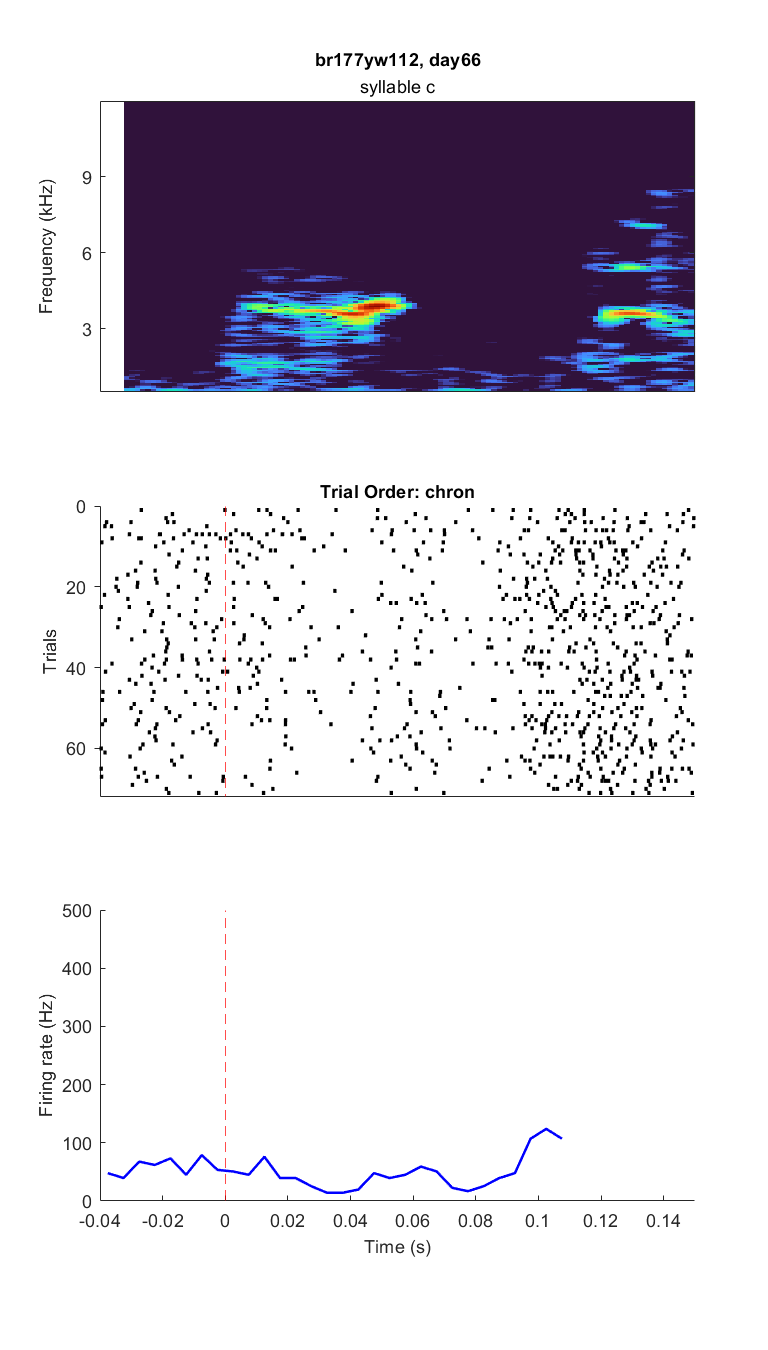 br177yw112, day66
syllable c
9
6
3
Frequency (kHz)
Trial Order: chron
0
20
40
60
Trials
500
400
300
200
100
0
Firing rate (Hz)
-0.04 -0.02 0 0.02 0.04 0.06 0.08 0.1 0.12 0.14
Time (s)